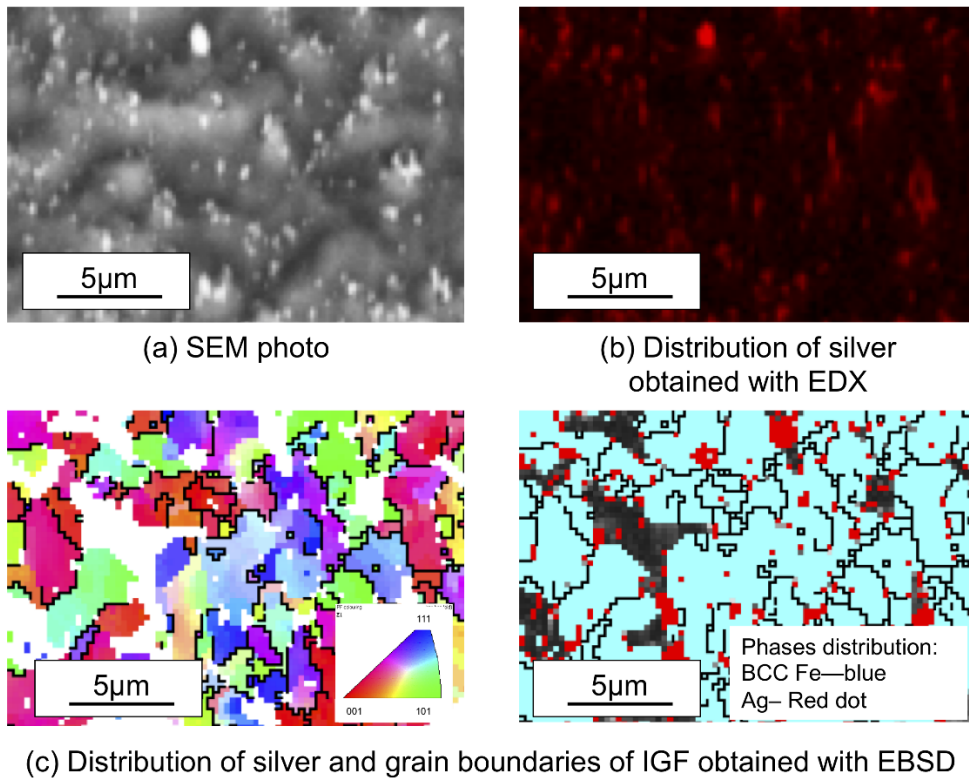 5μm
5μm
(a) SEM photo
(b) Distribution of silver
obtained with EDX
111
001
101
5μm
5μm
Phases distribution:
BCC Fe—blue
Ag– Red dot
(c) Distribution of silver and grain boundaries of IGF obtained with EBSD